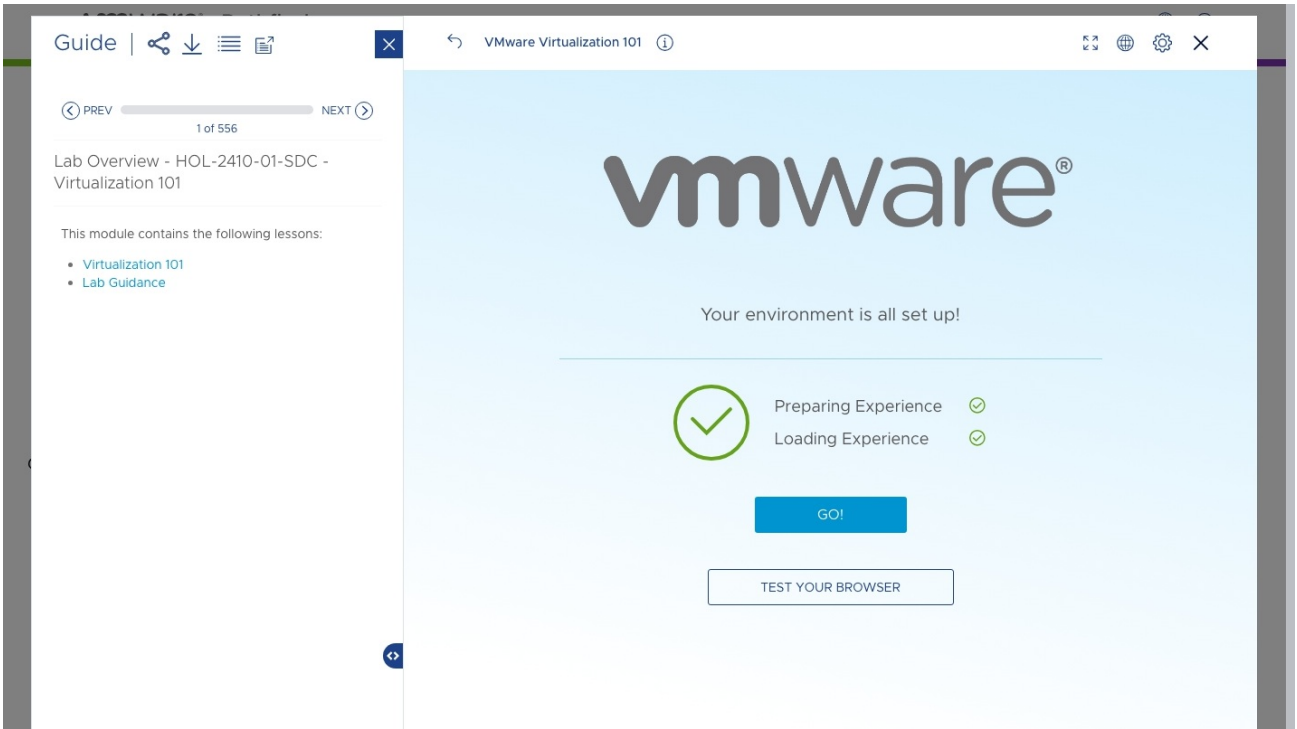 Guide
PREV
NEXT
1 of 556
Lab Overview - HOL-2410-01-SDC -
Virtualization 101
This module contains the following lessons:
Virtualization 101
Lab Guidance
VMware Virtualization 101
vmware®
Your environment is all set up!
Preparing Experience
Loading Experience
GO!
TEST YOUR BROWSER